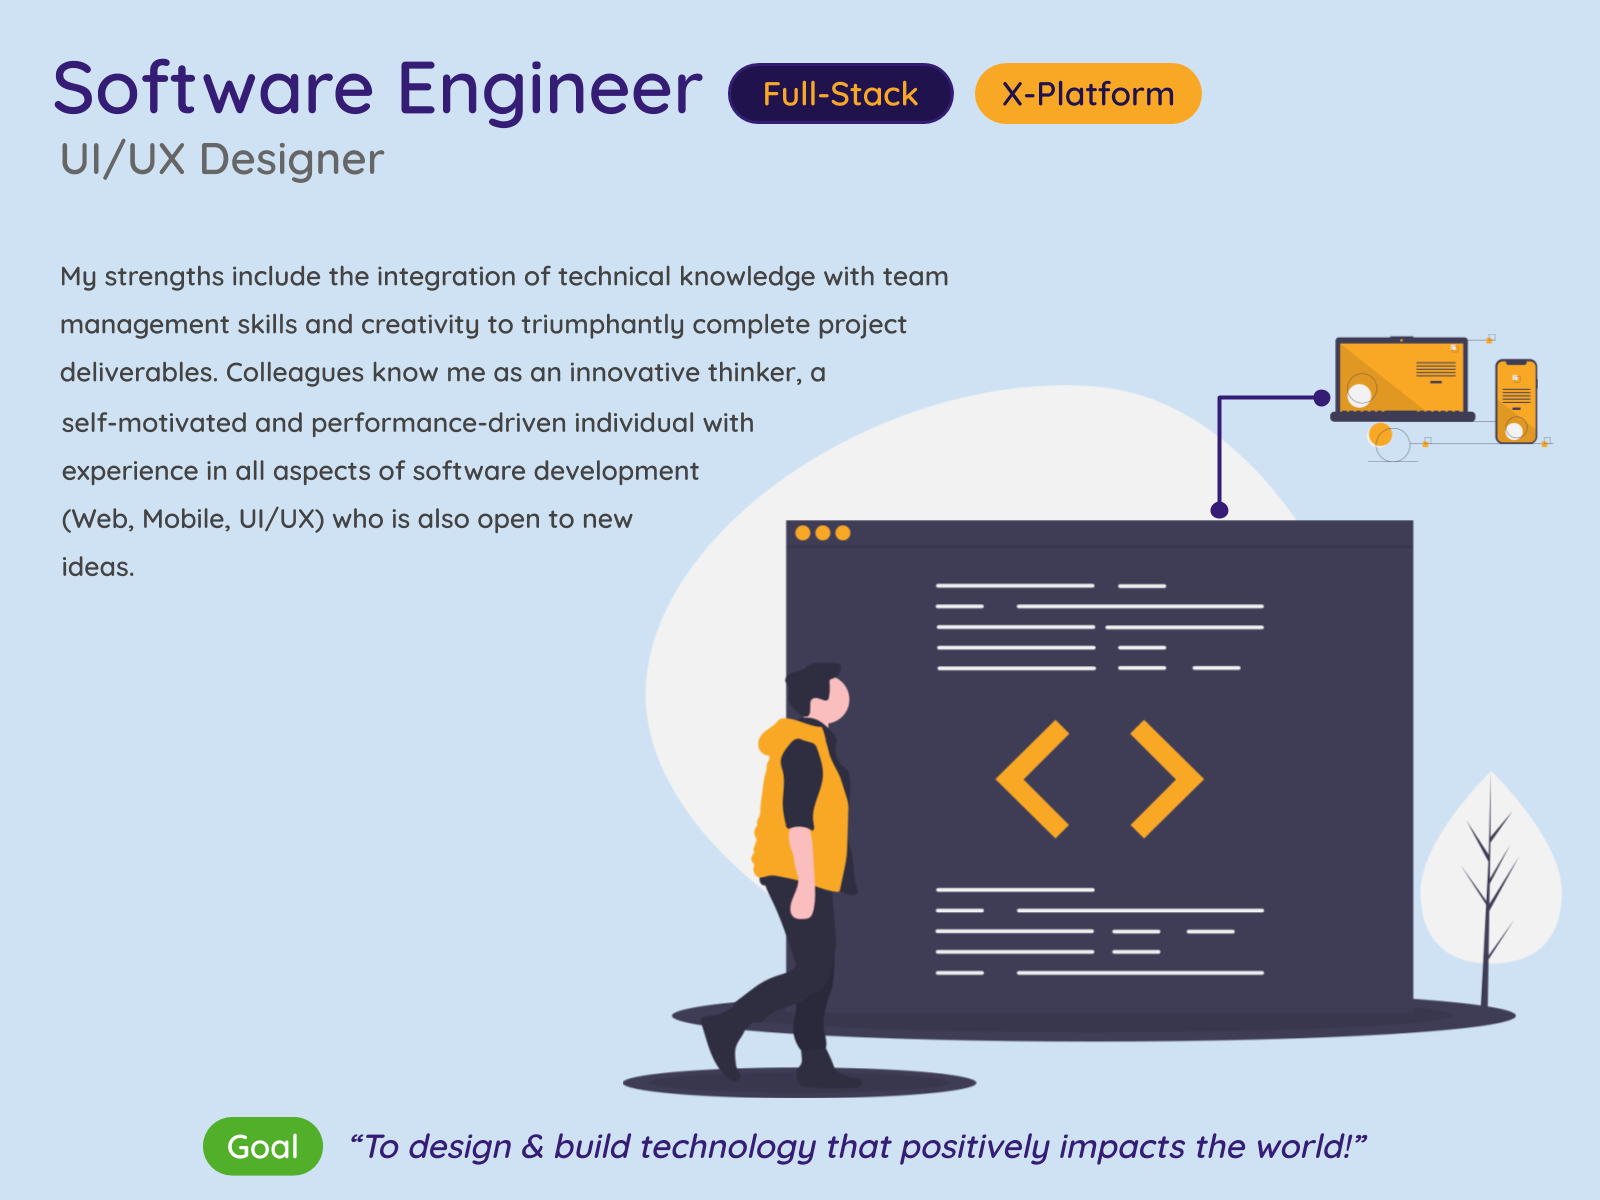 Software Engineer Full-Stack X-Platform
UI/UX Designer
My strengths include the integration of technical knowledge with team
management skills and creativity to triumphantly complete project
deliverables. Colleagues know me as an innovative thinker, a
self-motivated and performance-driven individual with
experience in all aspects of software development
(Web, Mobile, UI/UX) who is also open to new
ideas.
Goal “To design & build technology that positively impacts the world!”